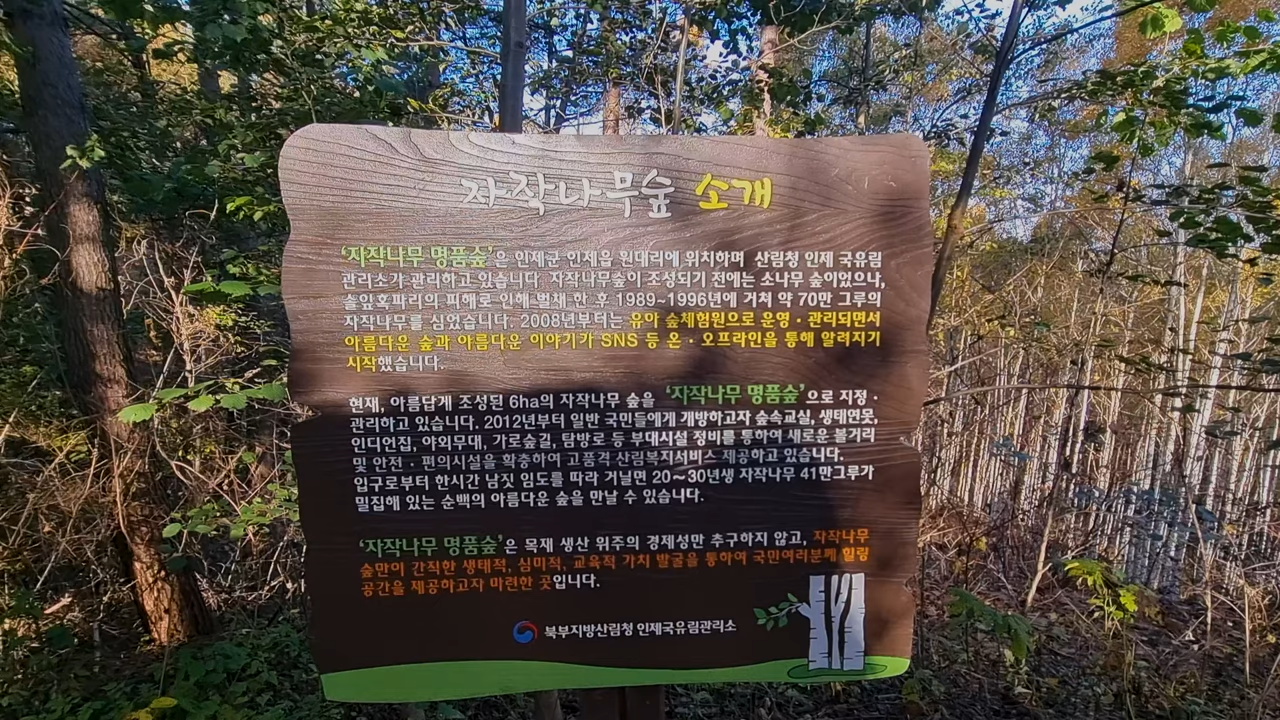 자작나무숲 소개
'자작나무 명품숲'은 인제군 인제읍 원대리에 위치하며 산림청 인제 국유림
관리소가 관리하고 있습니다. 자작나무숲이 조성되기 전에는 소나무 숲이었으나,
솔잎혹파리의 피해로 인해 벌채 한 후 1989~1996년에 거쳐 약 70만 그루의
자작나무를 심었습니다. 2008년부터는 유아 숲체험원으로 운영·관리되면서
아름다운 숲과 아름다운 이야기가 SNS 등 온·오프라인을 통해 알려지기
시작했습니다.
현재, 아름답게 조성된 6ha의 자작나무 숲을 '자작나무 명품숲'으로 지정·
관리하고 있습니다. 2012년부터 일반 국민들에게 개방하고자 숲속교실, 생태연못,
인디언집, 야외무대, 가로숲길, 탐방로 등 부대시설 정비를 통하여 새로운 볼거리
및 안전·편의시설을 확충하여 고품격 산림복지서비스 제공하고 있습니다.
입구로부터 한시간 남짓 임도를 따라 거닐면 20~30년생 자작나무 41만그루가
밀집해 있는 순백의 아름다운 숲을 만날 수 있습니다.
'자작나무 명품숲'은 목재 생산 위주의 경제성만 추구하지 않고, 자작나무
숲만이 간직한 생태적, 심미적, 교육적 가치 발굴을 통하여 국민여러분께 힐링
공간을 제공하고자 마련한 곳입니다.
북부지방산림청 인제국유림관리소